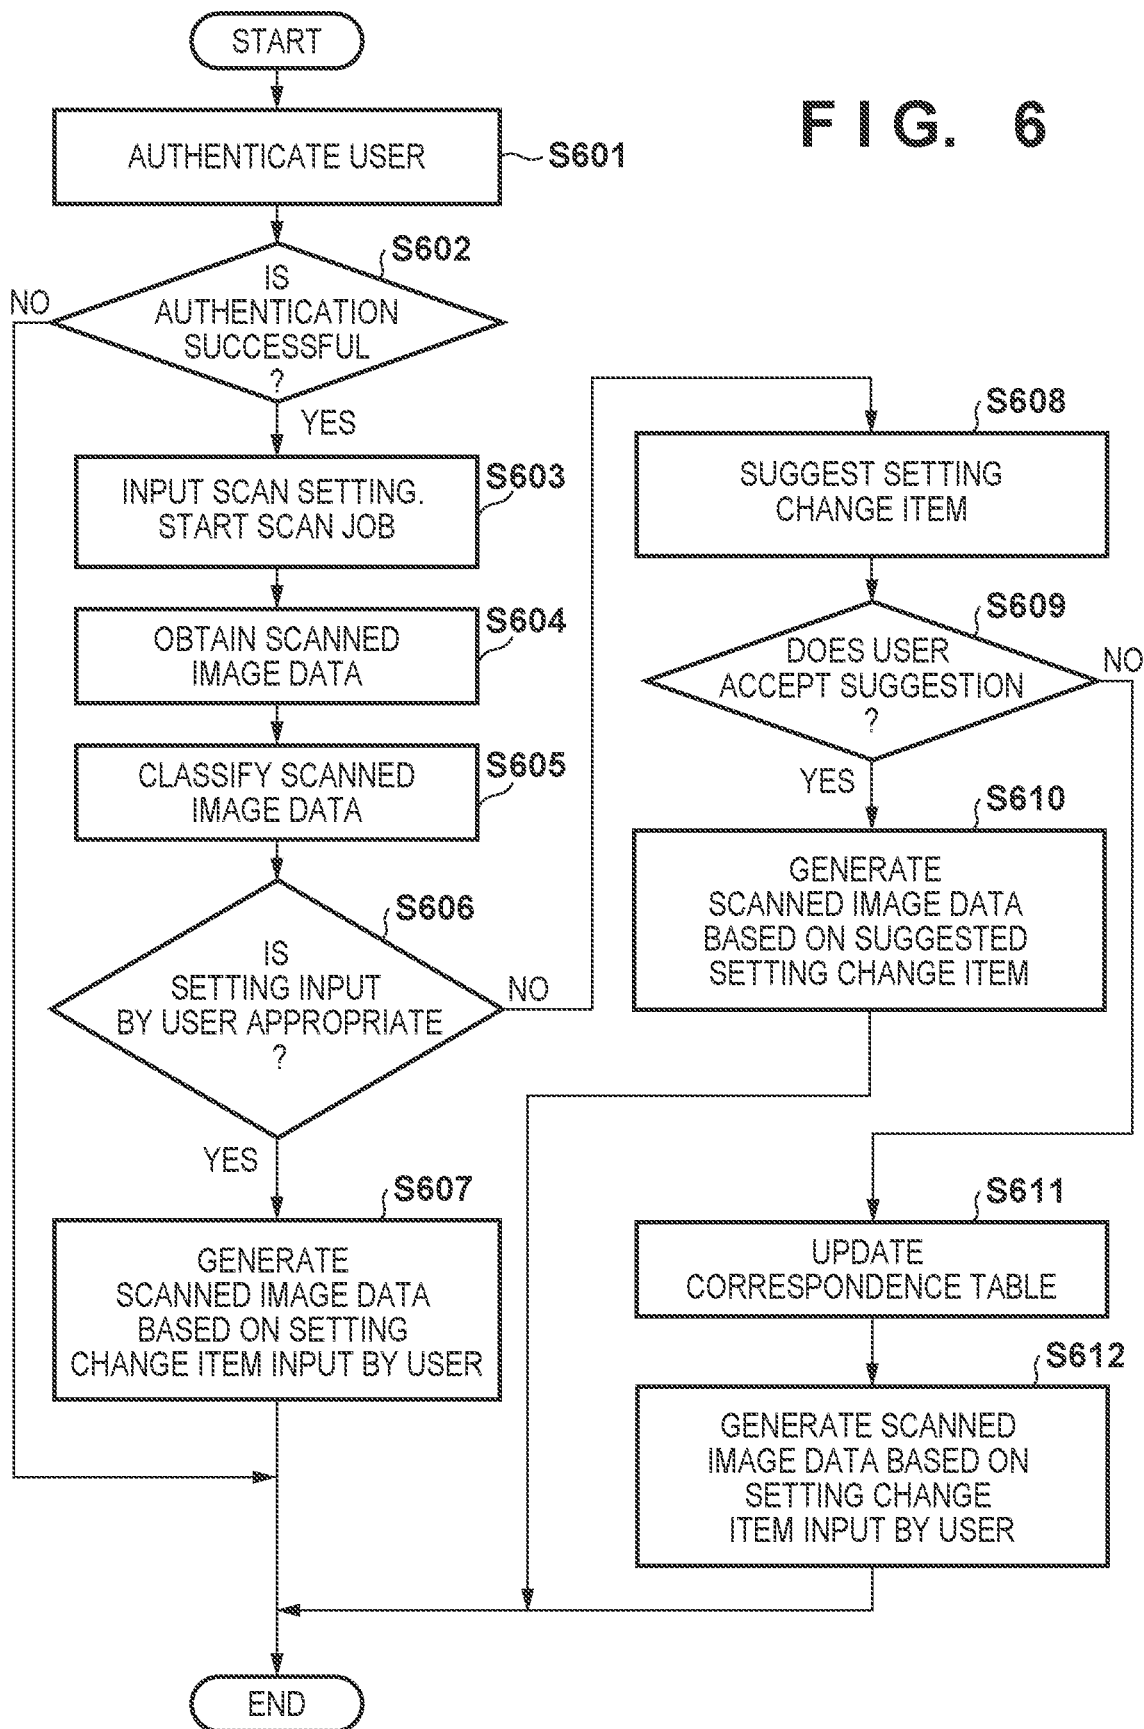 START
FIG. 6
AUTHENTICATE USER
S601
S602
IS
AUTHENTICATION
SUCCESSFUL
?
NO
YES
S603
INPUT SCAN SETTING.
START SCAN JOB
S604
OBTAIN SCANNED
IMAGE DATA
S605
CLASSIFY SCANNED
IMAGE DATA
S606
IS
SETTING INPUT
BY USER APPROPRIATE
?
NO
YES
S607
GENERATE
SCANNED IMAGE DATA
BASED ON SETTING
CHANGE ITEM INPUT BY USER
S608
SUGGEST SETTING
CHANGE ITEM
S609
DOES USER
ACCEPT SUGGESTION
?
NO
YES
S610
GENERATE
SCANNED IMAGE DATA
BASED ON SUGGESTED
SETTING CHANGE ITEM
S611
UPDATE
CORRESPONDENCE TABLE
S612
GENERATE SCANNED
IMAGE DATA BASED ON
SETTING CHANGE
ITEM INPUT BY USER
END